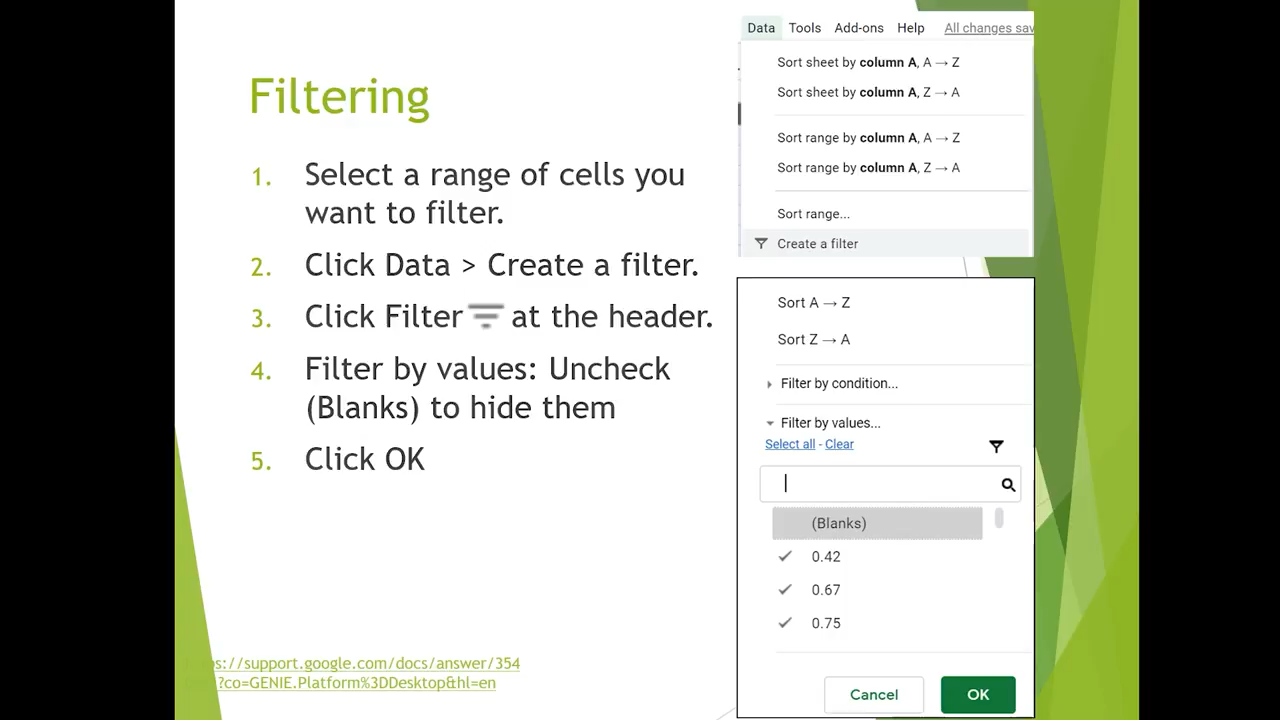 Filtering
1. Select a range of cells you
want to filter.
2. Click Data > Create a filter.
3. Click Filter at the header.
4. Filter by values: Uncheck
(Blanks) to hide them
5. Click OK
s://support.google.com/docs/answer/354
?co=GENIE.Platform%3DDesktop&hl=en
Data Tools Add-ons Help All changes sav
Sort sheet by column A, A → Z
Sort sheet by column A, Z → A
Sort range by column A, A → Z
Sort range by column A, Z → A
Sort range...
Create a filter
Sort A → Z
Sort Z → A
Filter by condition...
Filter by values...
Select all - Clear
(Blanks)
✓ 0.42
✓ 0.67
✓ 0.75
Cancel OK